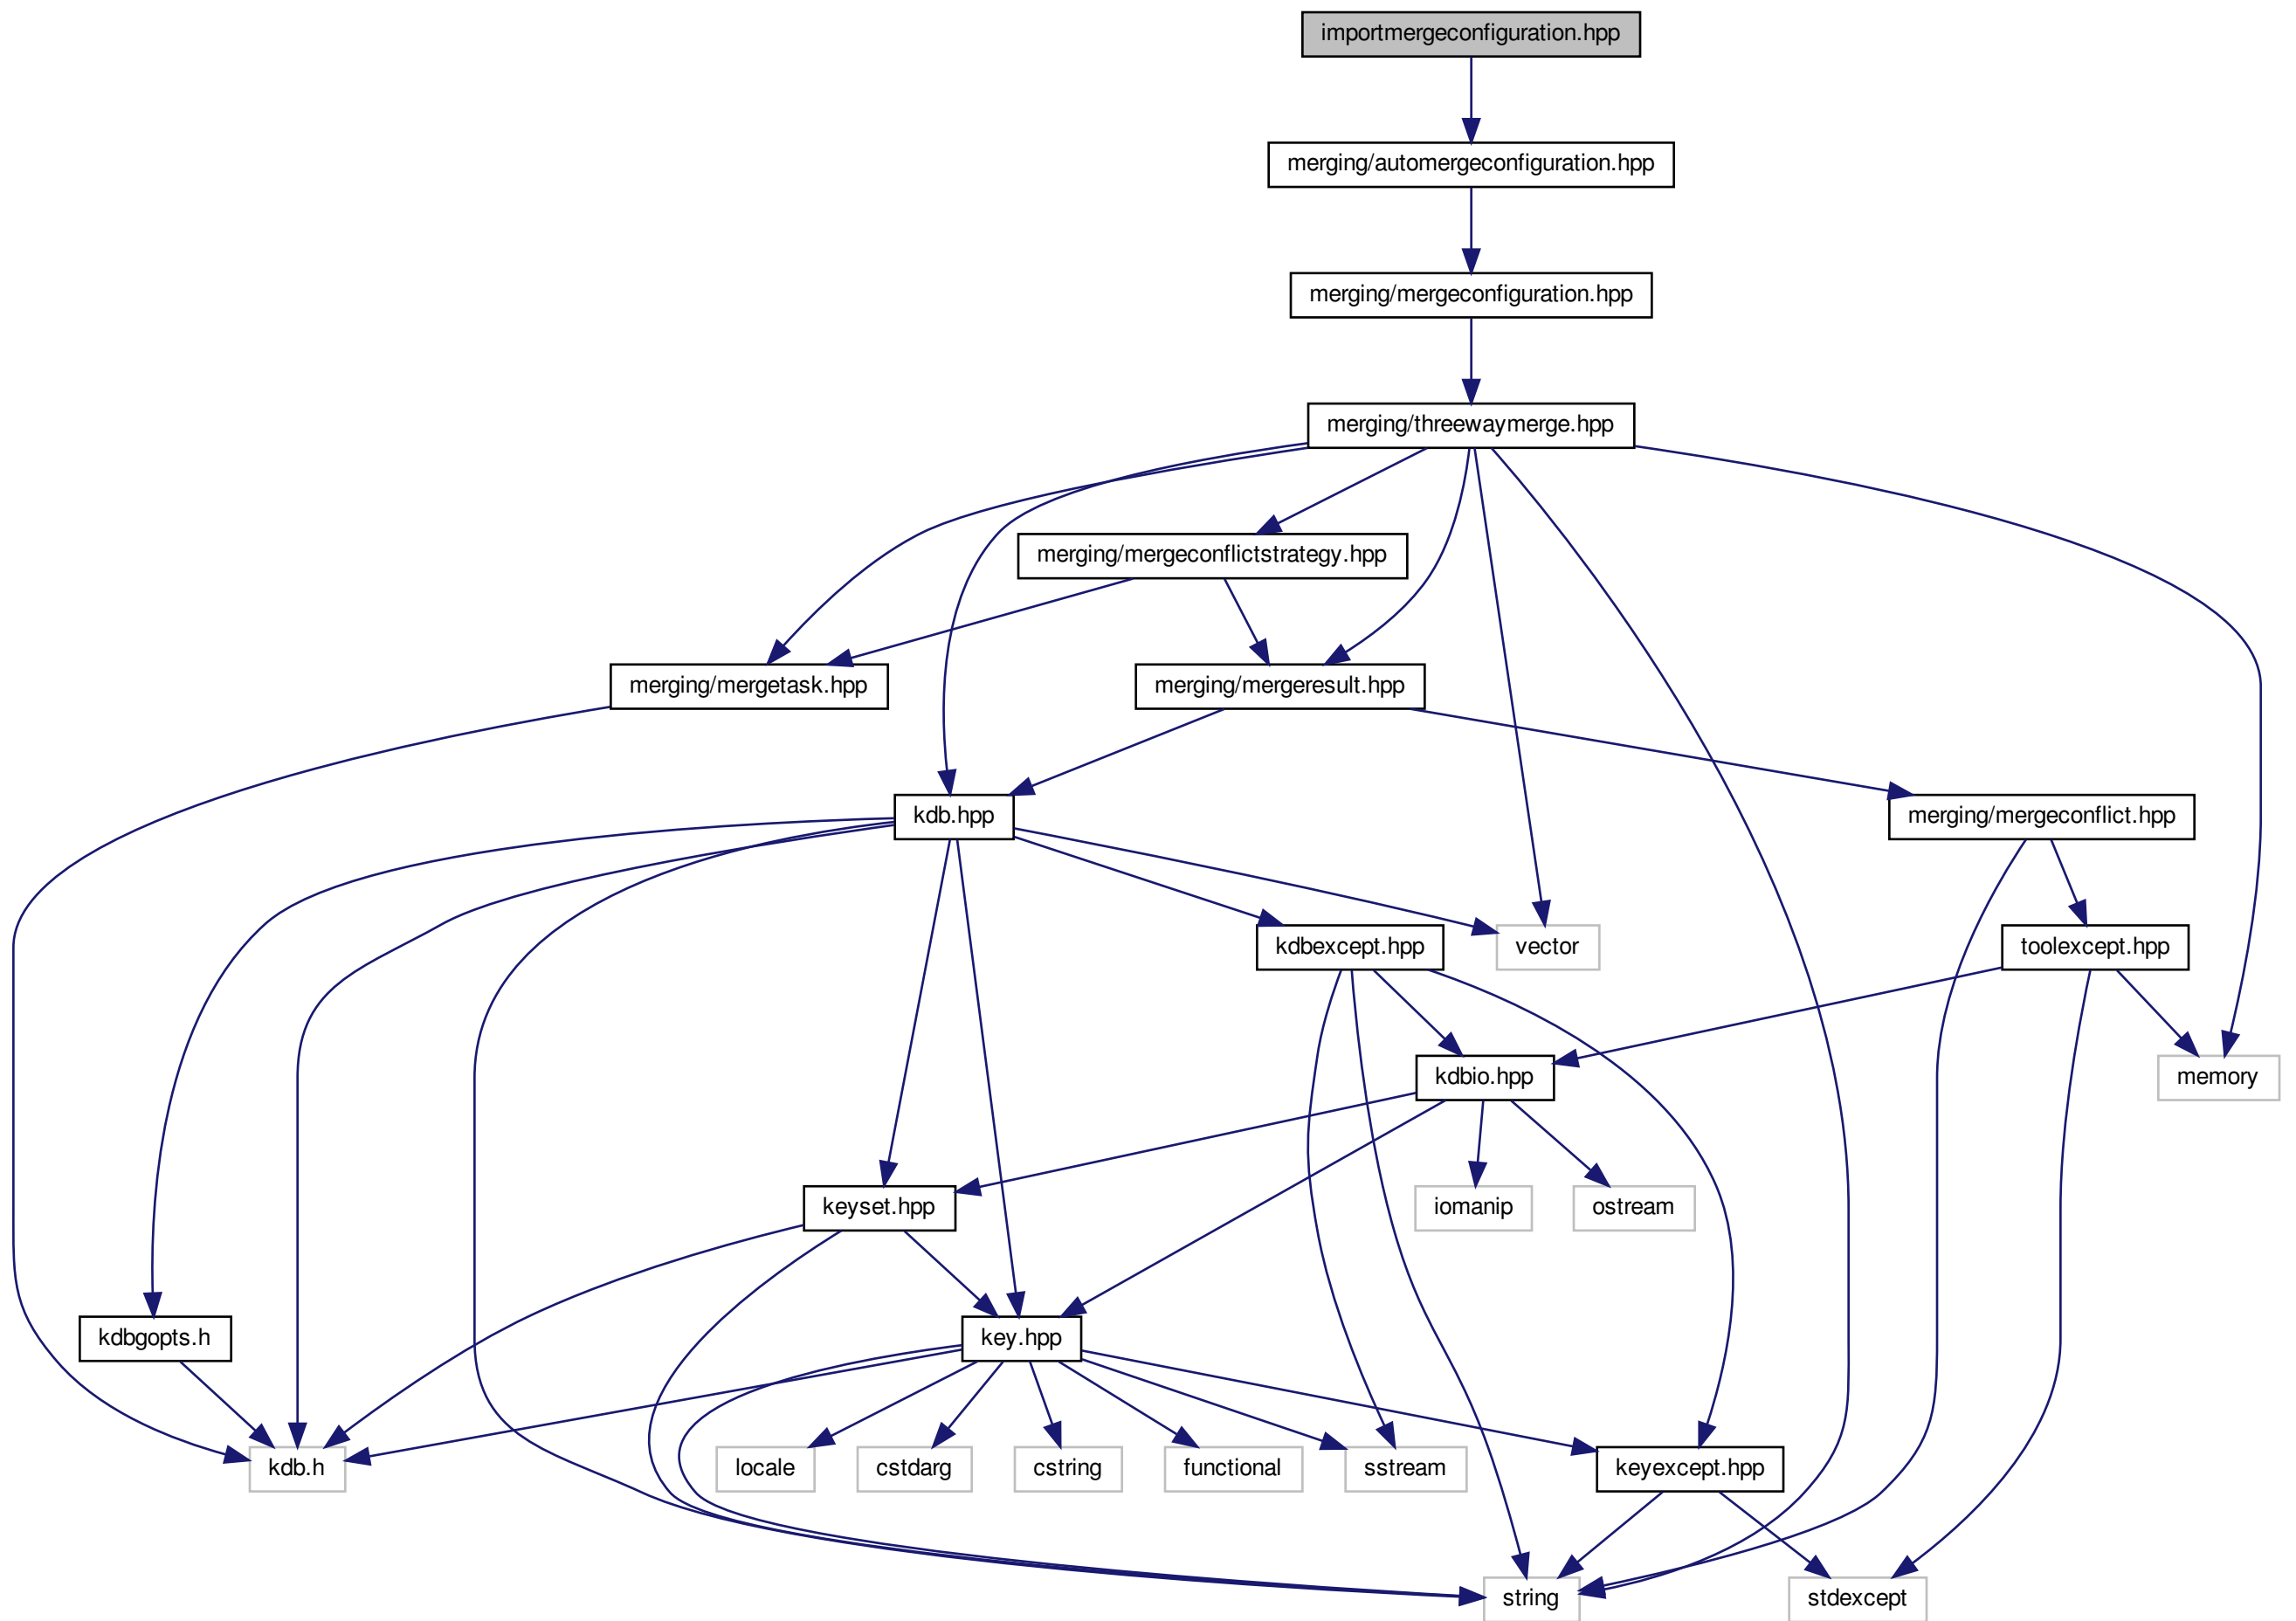 importmergeconfiguration.hpp
merging/automergeconfiguration.hpp
merging/mergeconfiguration.hpp
merging/threewaymerge.hpp
merging/mergeconflictstrategy.hpp
merging/mergetask.hpp
merging/mergeresult.hpp
kdb.hpp
merging/mergeconflict.hpp
kdbexcept.hpp
vector
toolexcept.hpp
kdbio.hpp
memory
keyset.hpp
iomanip
ostream
kdbgopts.h
key.hpp
kdb.h
locale
cstdarg
cstring
functional
sstream
keyexcept.hpp
string
stdexcept